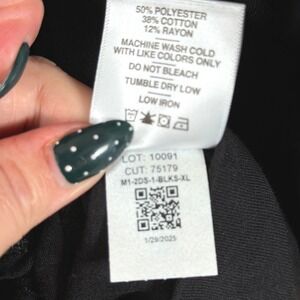 50% POLYESTER
38% COTTON
12% RAYON
MACHINE WASH COLD
WITH LIKE COLORS ONLY
DO NOT BLEACH
TUMBLE DRY LOW
LOW IRON
LOT: 10091
CUT: 75179
M1-2DS-1-BLKS-XL
1/29/2025